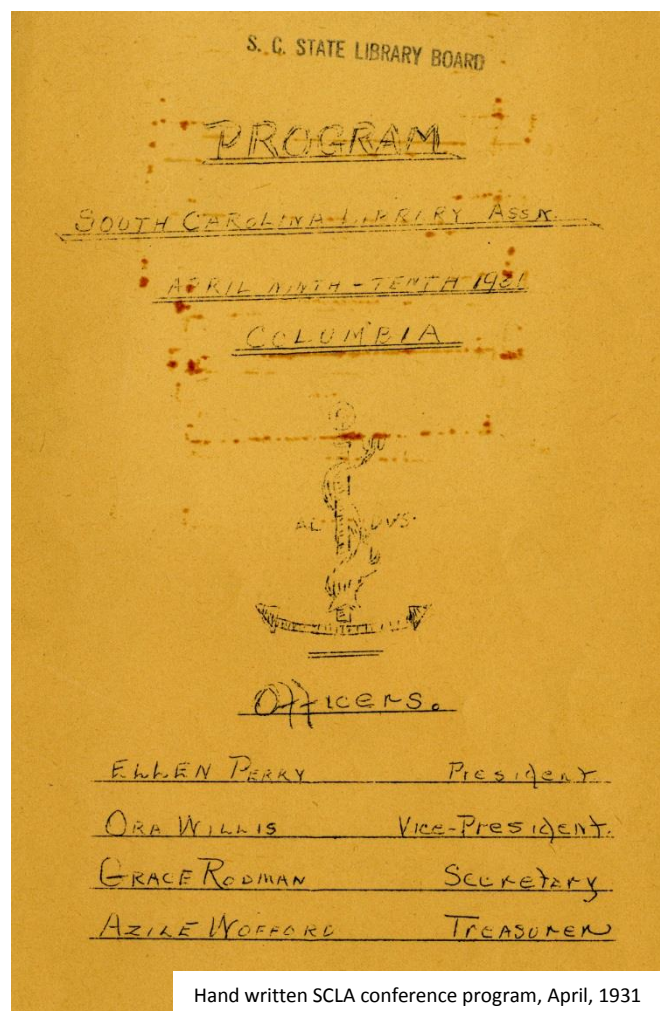 S. C. STATE LIBRARY BOARD
PROGRAM
SOUTH CAROLINA LIBRARY ASSN.
APRIL NINTH - TENTH 1931
COLUMBIA
AL DVS.
Officers.
ELLEN PERRY President
ORA WILLIS Vice-President.
GRACE RODMAN Secretary
AZILE WOFFORD Treasurer
Hand written SCLA conference program, April, 1931